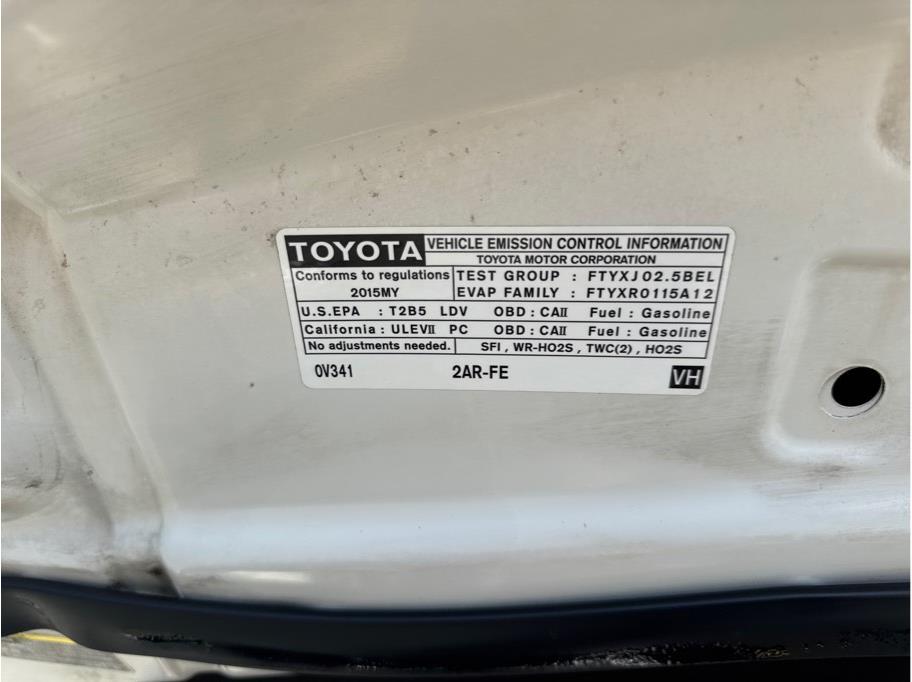 TOYOTA VEHICLE EMISSION CONTROL INFORMATION
TOYOTA MOTOR CORPORATION
Conforms to regulations
2015MY
TEST GROUP : FTYXJ02.5BEL
EVAP FAMILY : FTYXR0115A12
U.S.EPA : T2B5 LDV OBD : CAII Fuel : Gasoline
California : ULEVII PC OBD : CAII Fuel : Gasoline
No adjustments needed. SFI , WR-HO2S , TWC(2) , HO2S
0V341 2AR-FE VH